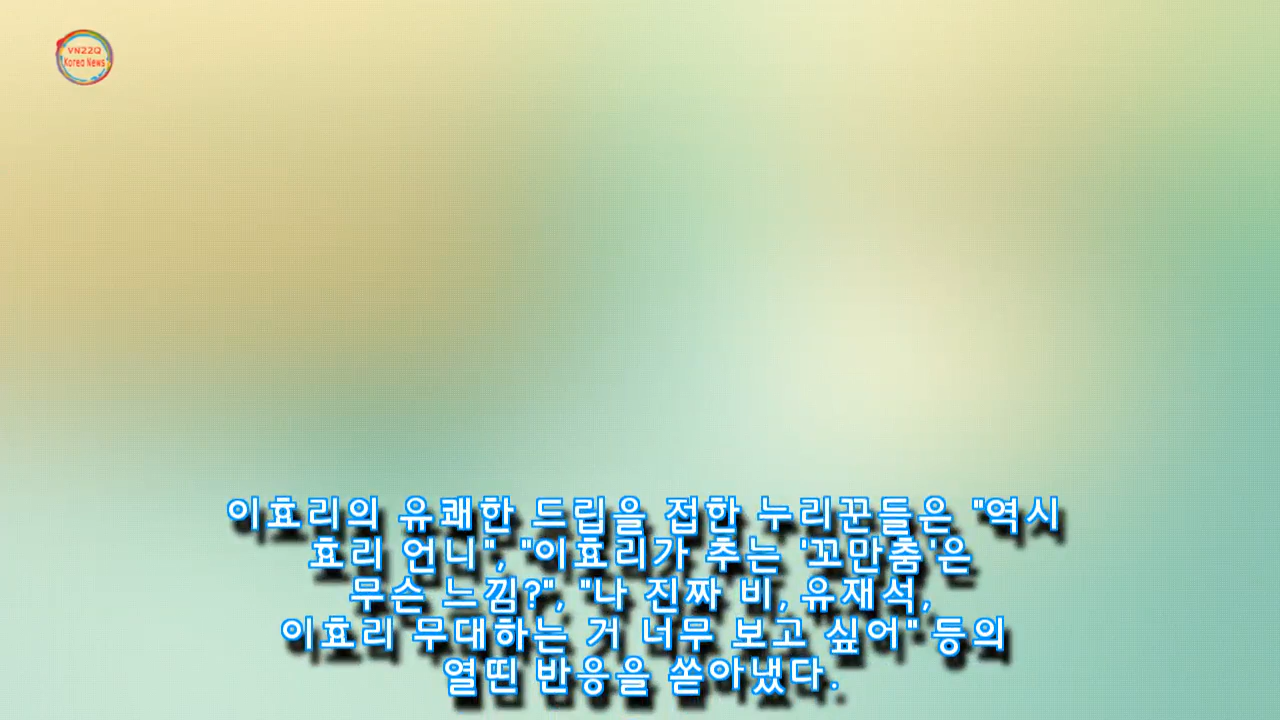 VN22Q
Korea News
이효리의 유쾌한 드립을 접한 누리꾼들은 "역시
효리 언니", "이효리가 추는 '꼬만춤'은
무슨 느낌?", "나 진짜 비, 유재석,
이효리 무대하는 거 너무 보고 싶어" 등의
열띤 반응을 쏟아냈다.